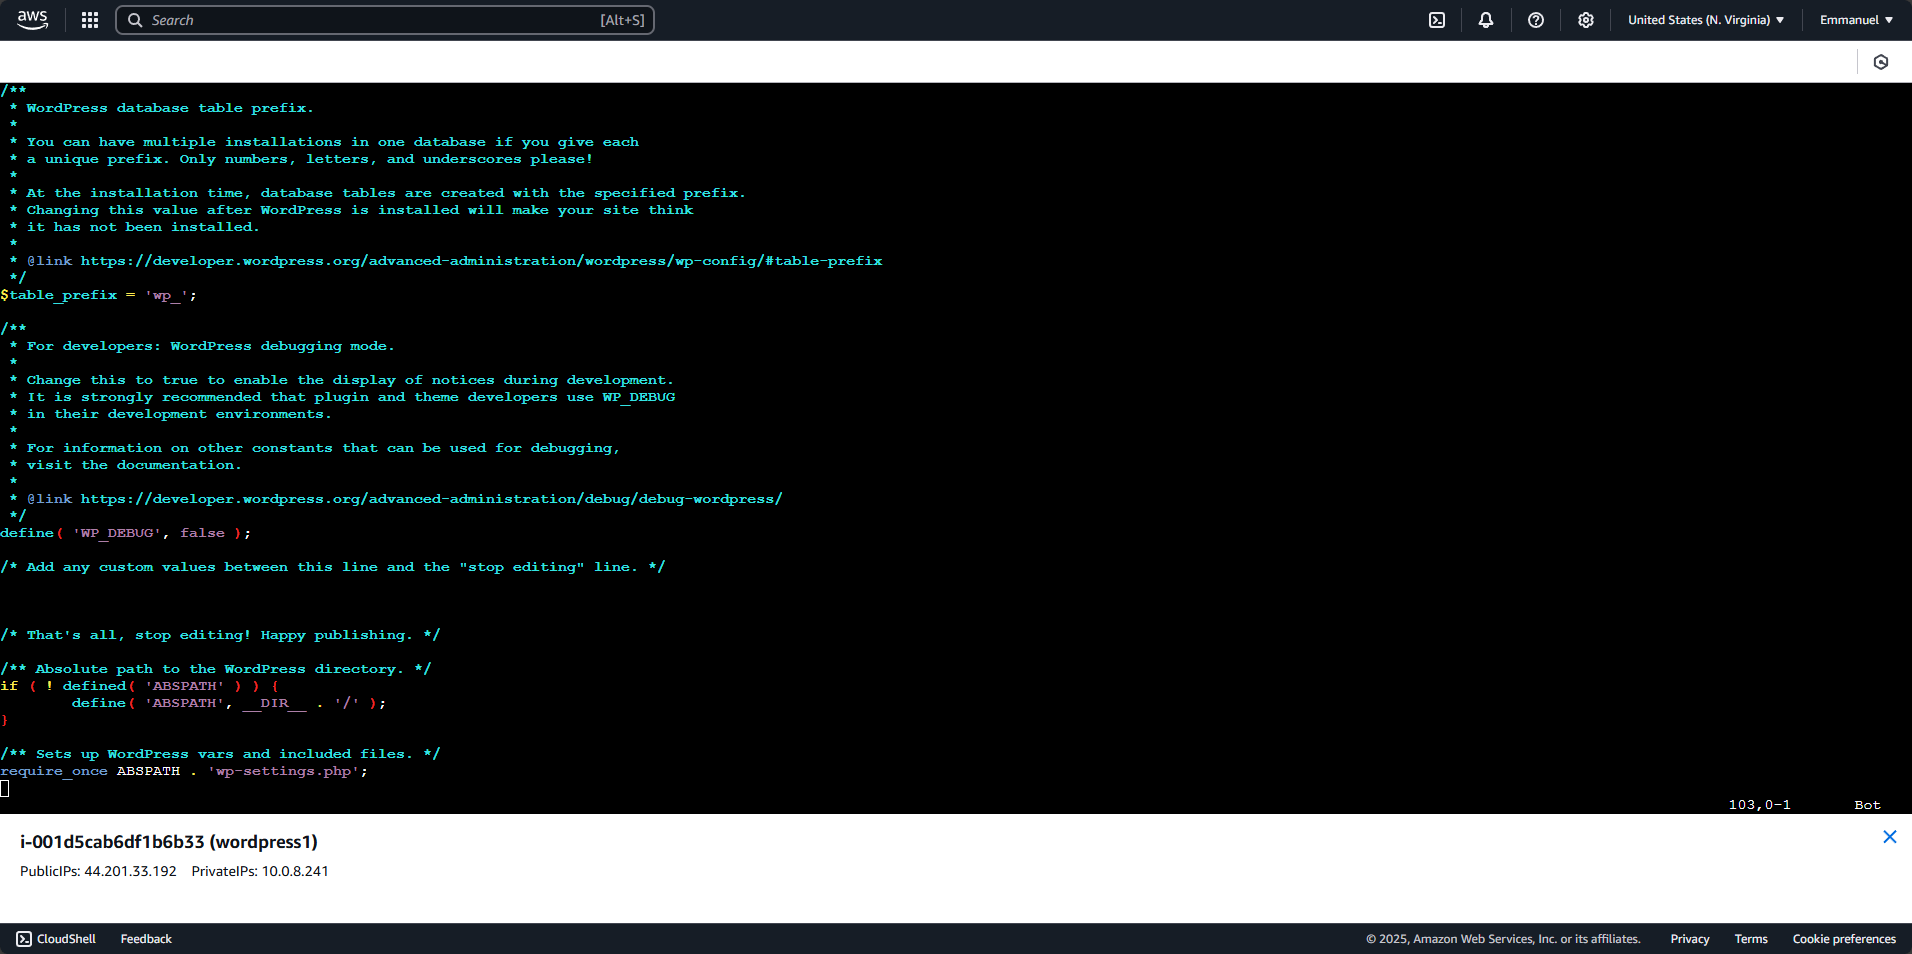 aws
Search [Alt+S]
United States (N. Virginia) ▼
Emmanuel ▼
/**
 * WordPress database table prefix.
 *
 * You can have multiple installations in one database if you give each
 * a unique prefix. Only numbers, letters, and underscores please!
 *
 * At the installation time, database tables are created with the specified prefix.
 * Changing this value after WordPress is installed will make your site think
 * it has not been installed.
 *
 * @link https://developer.wordpress.org/advanced-administration/wordpress/wp-config/#table-prefix
 */
$table_prefix = 'wp_';
/**
 * For developers: WordPress debugging mode.
 *
 * Change this to true to enable the display of notices during development.
 * It is strongly recommended that plugin and theme developers use WP_DEBUG
 * in their development environments.
 *
 * For information on other constants that can be used for debugging,
 * visit the documentation.
 *
 * @link https://developer.wordpress.org/advanced-administration/debug/debug-wordpress/
 */
define( 'WP_DEBUG', false );
/* Add any custom values between this line and the "stop editing" line. */
/* That's all, stop editing! Happy publishing. */
/** Absolute path to the WordPress directory. */
if ( ! defined( 'ABSPATH' ) ) {
        define( 'ABSPATH', __DIR__ . '/' );
}
/** Sets up WordPress vars and included files. */
require_once ABSPATH . 'wp-settings.php';
103,0-1 Bot
i-001d5cab6df1b6b33 (wordpress1)
PublicIPs: 44.201.33.192 PrivateIPs: 10.0.8.241
CloudShell Feedback © 2025, Amazon Web Services, Inc. or its affiliates. Privacy Terms Cookie preferences